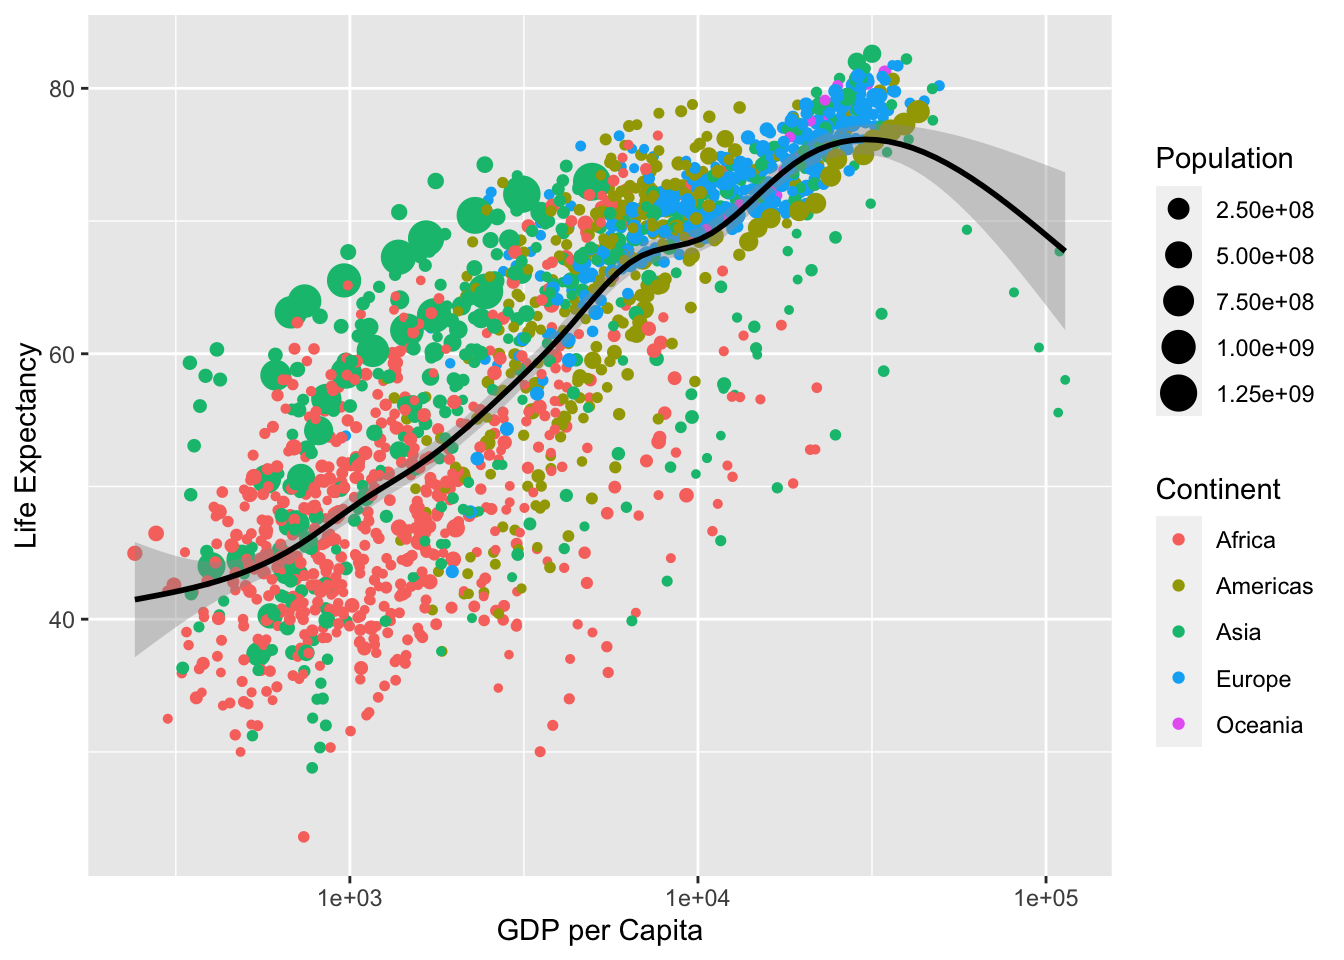 80
60
40
Life Expectancy
1e+03
1e+04
1e+05
GDP per Capita
Population
2.50e+08
5.00e+08
7.50e+08
1.00e+09
1.25e+09
Continent
Africa
Americas
Asia
Europe
Oceania